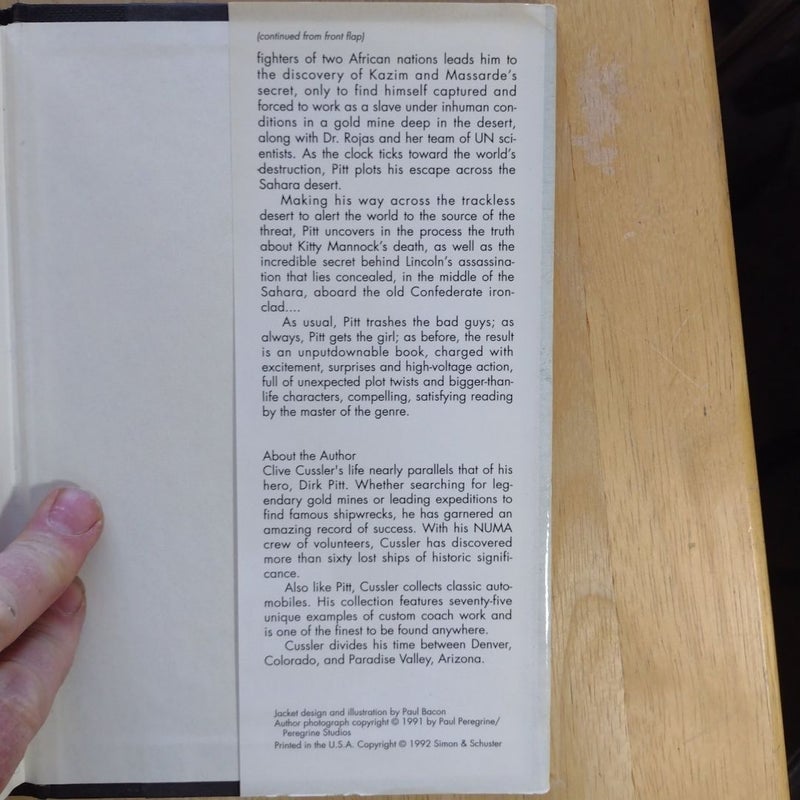 (continued from front flap)
fighters of two African nations leads him to
the discovery of Kazim and Massarde's
secret, only to find himself captured and
forced to work as a slave under inhuman con-
ditions in a gold mine deep in the desert,
along with Dr. Rojas and her team of UN sci-
entists. As the clock ticks toward the world's
destruction, Pitt plots his escape across the
Sahara desert.
Making his way across the trackless
desert to alert the world to the source of the
threat, Pitt uncovers in the process the truth
about Kitty Mannock's death, as well as the
incredible secret behind Lincoln's assassina-
tion that lies concealed, in the middle of the
Sahara, aboard the old Confederate iron-
clad....
As usual, Pitt trashes the bad guys; as
always, Pitt gets the girl; as before, the result
is an unputdownable book, charged with
excitement, surprises and high-voltage action,
full of unexpected plot twists and bigger-than-
life characters, compelling, satisfying reading
by the master of the genre.
About the Author
Clive Cussler's life nearly parallels that of his
hero, Dirk Pitt. Whether searching for leg-
endary gold mines or leading expeditions to
find famous shipwrecks, he has garnered an
amazing record of success. With his NUMA
crew of volunteers, Cussler has discovered
more than sixty lost ships of historic signifi-
cance.
Also like Pitt, Cussler collects classic auto-
mobiles. His collection features seventy-five
unique examples of custom coach work and
is one of the finest to be found anywhere.
Cussler divides his time between Denver,
Colorado, and Paradise Valley, Arizona.
Jacket design and illustration by Paul Bacon
Author photograph copyright © 1991 by Paul Peregrine/
Peregrine Studios
Printed in the U.S.A. Copyright © 1992 Simon & Schuster